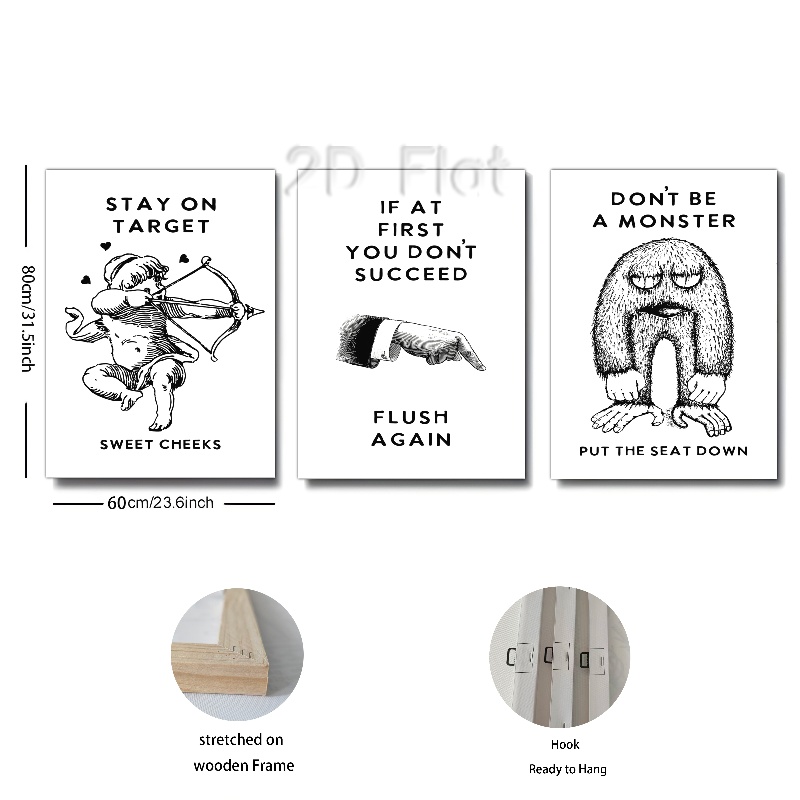 2D Flat
STAY ON
TARGET
SWEET CHEEKS
IF AT
FIRST
YOU DON'T
SUCCEED
FLUSH
AGAIN
DON'T BE
A MONSTER
PUT THE SEAT DOWN
80cm/31.5inch
60cm/23.6inch
stretched on
wooden Frame
Hook
Ready to Hang